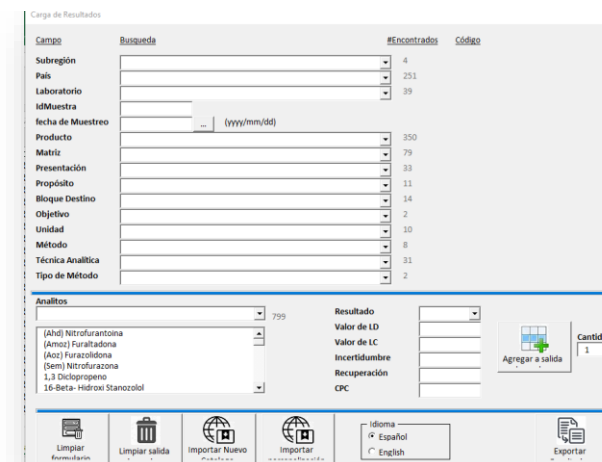 Carga de Resultados
Campo Busqueda #Encontrados Código
Subregión 4
País 251
Laboratorio 39
IdMuestra
fecha de Muestreo ... (yyyy/mm/dd)
Producto 350
Matriz 79
Presentación 33
Propósito 11
Bloque Destino 14
Objetivo 2
Unidad 10
Método 8
Técnica Analítica 31
Tipo de Método 2
Analitos
799
(Ahd) Nitrofurantoina
(Amoz) Furaltadona
(Aoz) Furazolidona
(Sem) Nitrofurazona
1,3 Diclopropeno
16-Beta- Hidroxi Stanozolol
Resultado
Valor de LD
Valor de LC
Incertidumbre
Recuperación
CPC
Agregar a salida
Cantid
1
Limpiar
formulario
Limpiar salida
Importar Nuevo
Importar
Idioma
Español
English
Exportar